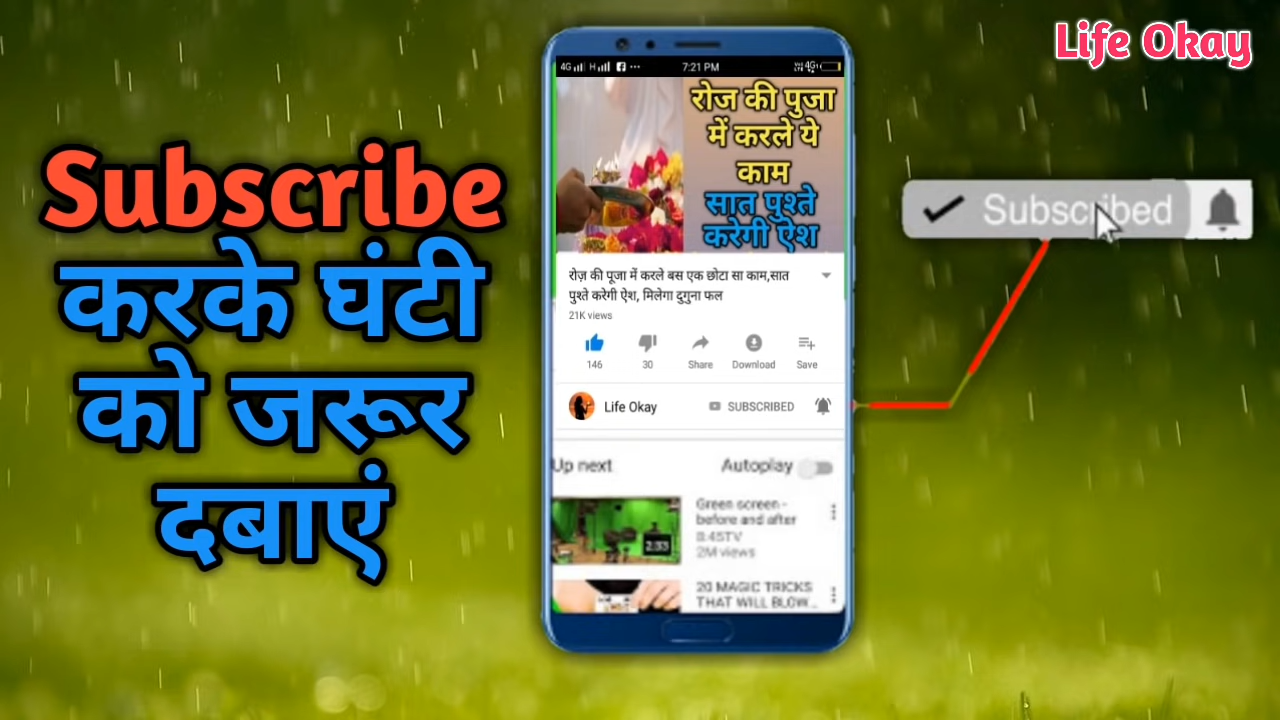 Life Okay
Subscribe
करके घंटी
को जरूर
दबाएं
4G H 7:21 PM 4G
रोज की पुजा
में करले ये
काम
सात पुश्ते
करेगी ऐश
रोज़ की पूजा में करले बस एक छोटा सा काम,सात
पुश्ते करेगी ऐश, मिलेगा दुगुना फल
21K views
146 30 Share Download Save
Life Okay SUBSCRIBED
Up next Autoplay
Green screen -
before and after
8:45TV
2M views
2:33
20 MAGIC TRICKS
THAT WILL BLOW...
Subscribed